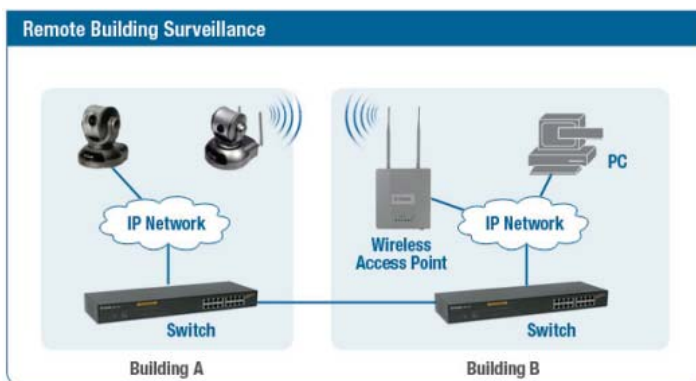 Remote Building Surveillance
IP Network
Switch
Building A
Wireless
Access Point
IP Network
PC
Switch
Building B